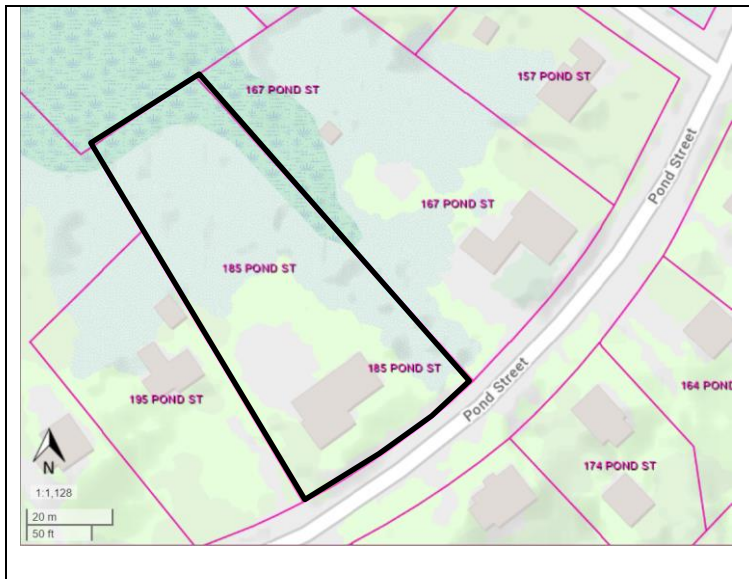 167 POND ST
157 POND ST
Pond Street
167 POND ST
185 POND ST
185 POND ST
195 POND ST
Pond Street
164 POND
174 POND ST
N
1:1,128
20 m
50 ft